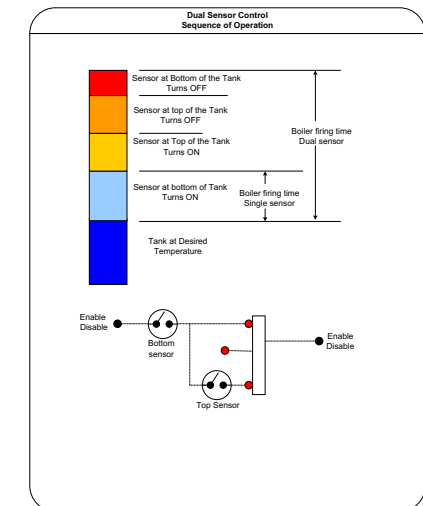 Dual Sensor Control
Sequence of Operation
Sensor at Bottom of the Tank
Turns OFF
Sensor at top of the Tank
Turns OFF
Boiler firing time
Dual sensor
Sensor at Top of the Tank
Turns ON
Sensor at bottom of Tank
Turns ON
Boiler firing time
Single sensor
Tank at Desired
Temperature
Enable
Disable
Bottom
sensor
Enable
Disable
Top Sensor